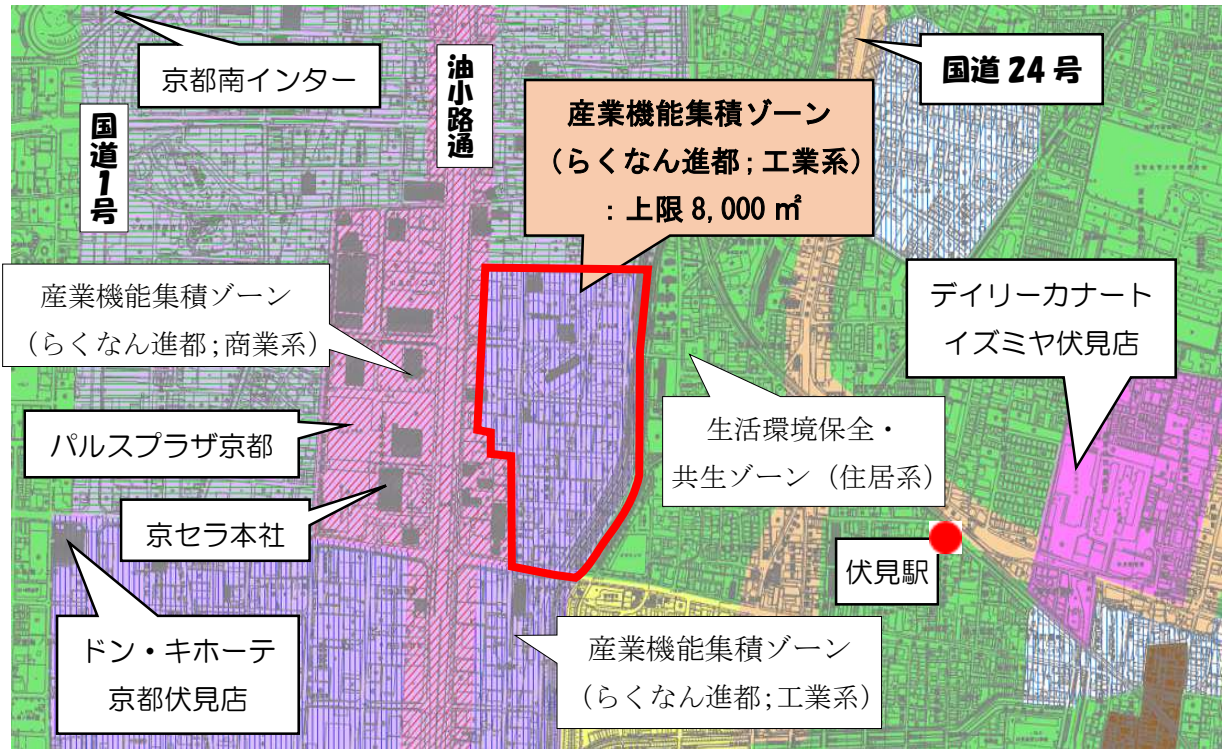 京都南インター
国道1号
油小路通
産業機能集積ゾーン
（らくなん進都；工業系）
：上限 8,000 ㎡
国道 24 号
産業機能集積ゾーン
（らくなん進都；商業系）
デイリーカナート
イズミヤ伏見店
生活環境保全・
共生ゾーン（住居系）
パルスプラザ京都
京セラ本社
伏見駅
ドン・キホーテ
京都伏見店
産業機能集積ゾーン
（らくなん進都；工業系）